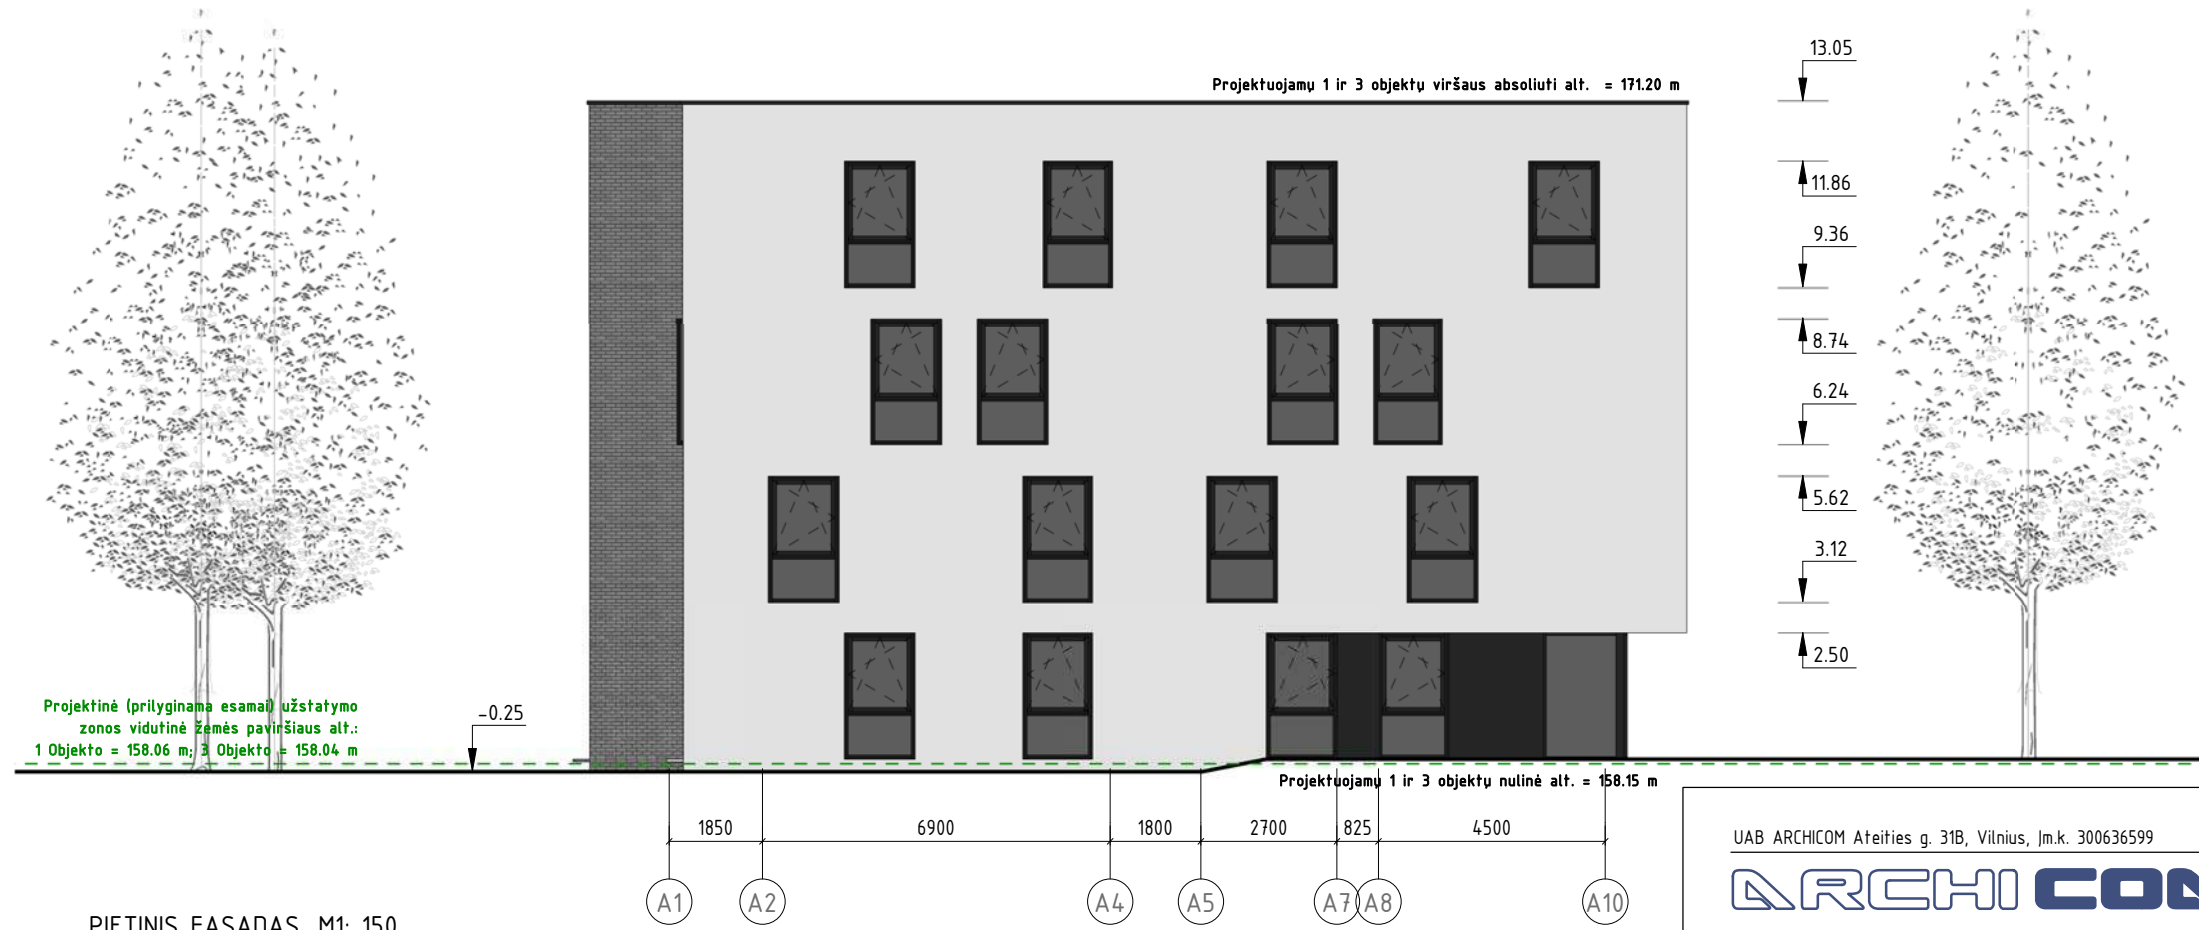 13.05
Projektuojamų 1 ir 3 objektų viršaus absoliuti alt. = 171.20 m
11.86
9.36
8.74
6.24
5.62
3.12
2.50
Projektinė (prilyginama esamai) užstatymo
zonos vidutinė žemės paviršiaus alt.:
1 Objekto = 158.06 m; 3 Objekto = 158.04 m
-0.25
Projektuojamų 1 ir 3 objektų nulinė alt. = 158.15 m
1850 6900 1800 2700 825 4500
UAB ARCHICOM Ateities g. 31B, Vilnius, Įm.k. 300636599
A1 A2 A4 A5 A7 A8 A10
ARCHICOM
PIETINIS FASADAS M1: 150